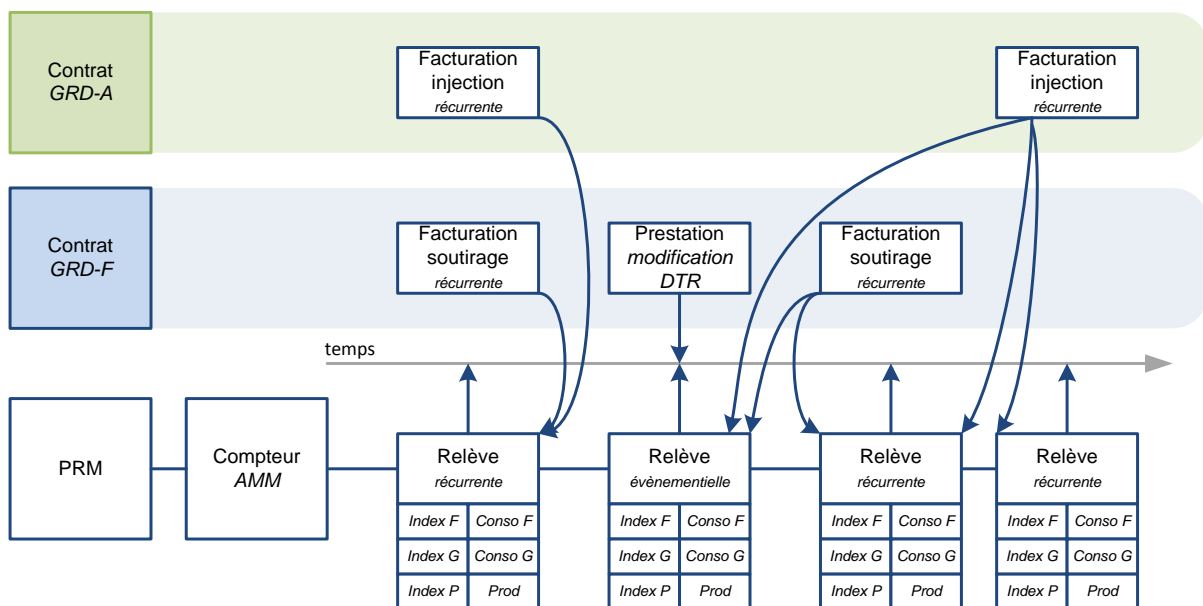 Contrat
GRD-A
Facturation
injection
récurrente
Facturation
injection
récurrente
Contrat
GRD-F
Facturation
soutirage
récurrente
Prestation
modification
DTR
Facturation
soutirage
récurrente
temps
PRM
Compteur
AMM
Relève
récurrente
Index F
Conso F
Index G
Conso G
Index P
Prod
Relève
évènementielle
Index F
Conso F
Index G
Conso G
Index P
Prod
Relève
récurrente
Index F
Conso F
Index G
Conso G
Index P
Prod
Relève
récurrente
Index F
Conso F
Index G
Conso G
Index P
Prod